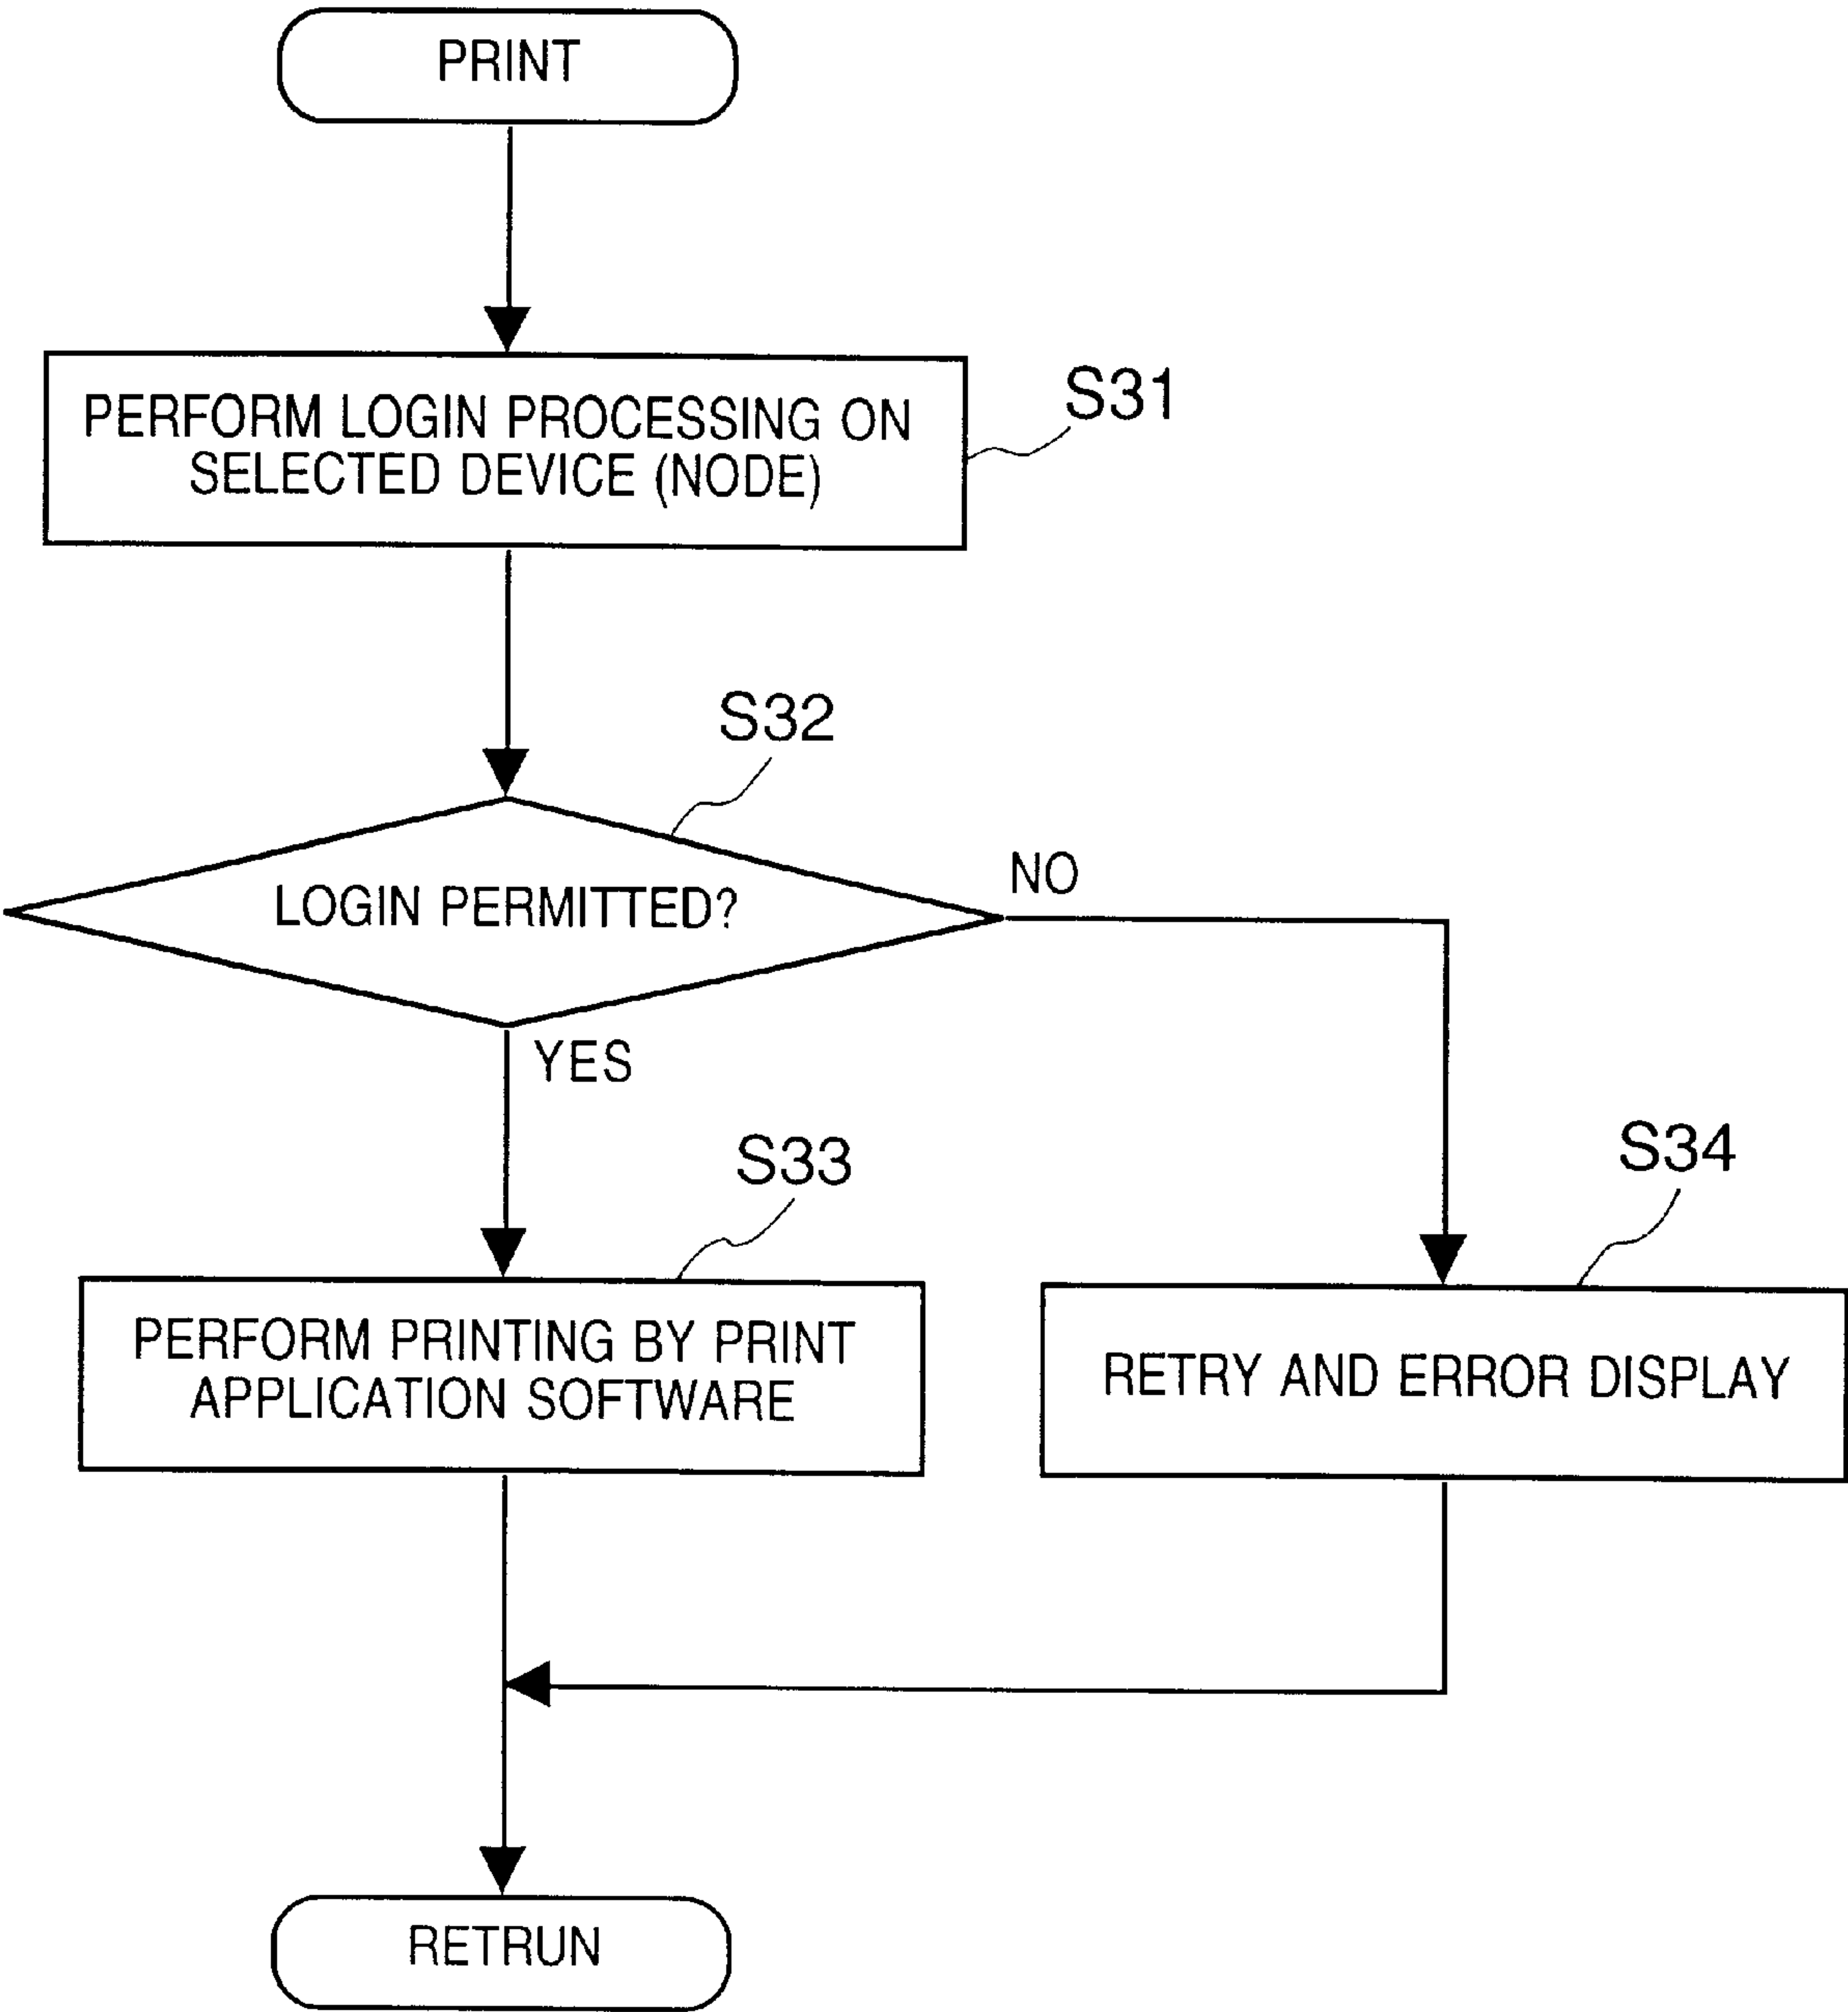 PRINT
PERFORM LOGIN PROCESSING ON
SELECTED DEVICE (NODE)
S31
S32
LOGIN PERMITTED?
NO
YES
S33
PERFORM PRINTING BY PRINT
APPLICATION SOFTWARE
S34
RETRY AND ERROR DISPLAY
RETRUN